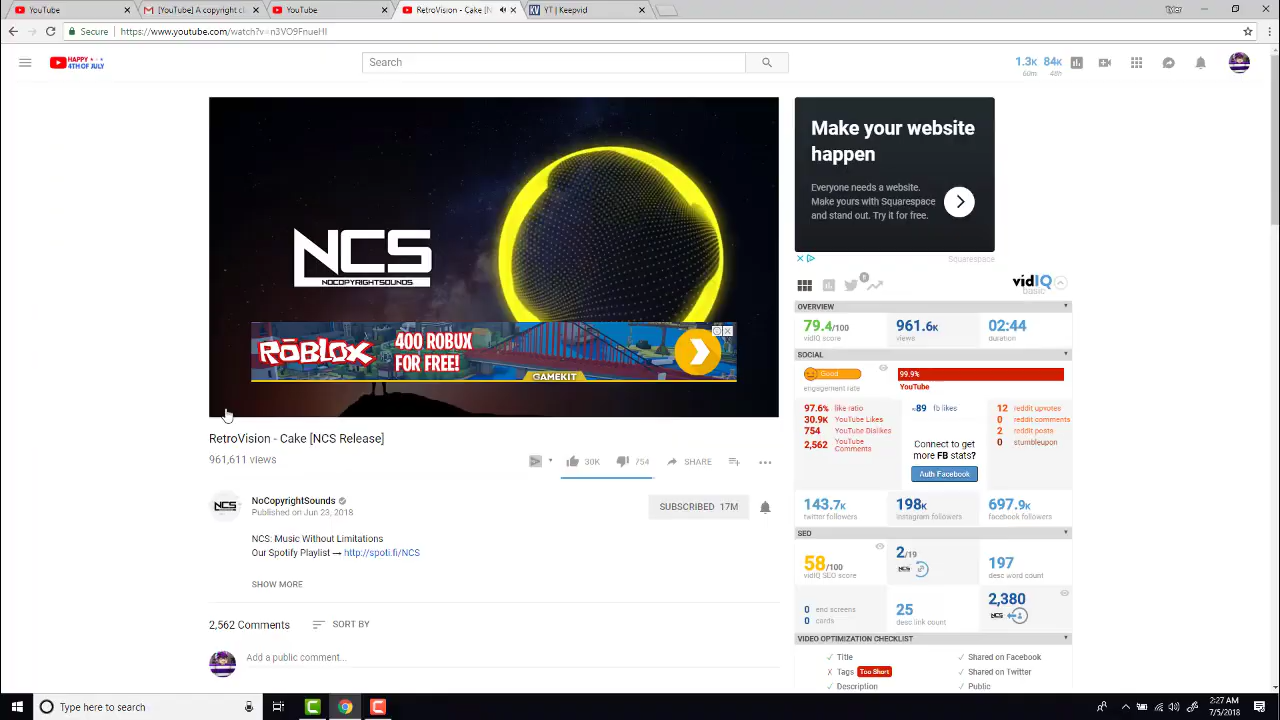 YouTube
[YouTube] A copyright cl
YouTube
RetroVision - Cake [N
YT | Keepvid
Secure
https://www.youtube.com/watch?v=n3VO9FnueHI
HAPPY
4TH OF JULY
Search
1.3K
84K
60m
48h
NCS
NOCOPYRIGHTSOUNDS
ROBLOX
400 ROBUX
FOR FREE!
GAMEKIT
Make your website
happen
Everyone needs a website.
Make yours with Squarespace
and stand out. Try it for free.
Squarespace
RetroVision - Cake [NCS Release]
961,611 views
30K
754
SHARE
NoCopyrightSounds
Published on Jun 23, 2018
SUBSCRIBED 17M
NCS: Music Without Limitations
Our Spotify Playlist → http://spoti.fi/NCS
SHOW MORE
2,562 Comments
SORT BY
Add a public comment...
vidIQ
basic
OVERVIEW
79.4/100
vidIQ score
961.6K
views
02:44
duration
SOCIAL
Good
engagement rate
99.9%
YouTube
97.6% like ratio
30.9K YouTube Likes
754 YouTube Dislikes
2,562 YouTube
Comments
89 fb likes
Connect to get
more FB stats?
Auth Facebook
12 reddit upvotes
0 reddit comments
2 reddit posts
0 stumbleupon
143.7K
twitter followers
198K
instagram followers
697.9K
facebook followers
SEO
58/100
vidIQ SEO score
2/19
NCS
197
desc word count
0 end screens
0 cards
25
desc link count
2,380
NCS
VIDEO OPTIMIZATION CHECKLIST
Title
Tags Too Short
Description
Shared on Facebook
Shared on Twitter
Public
Type here to search
2:27 AM
7/5/2018